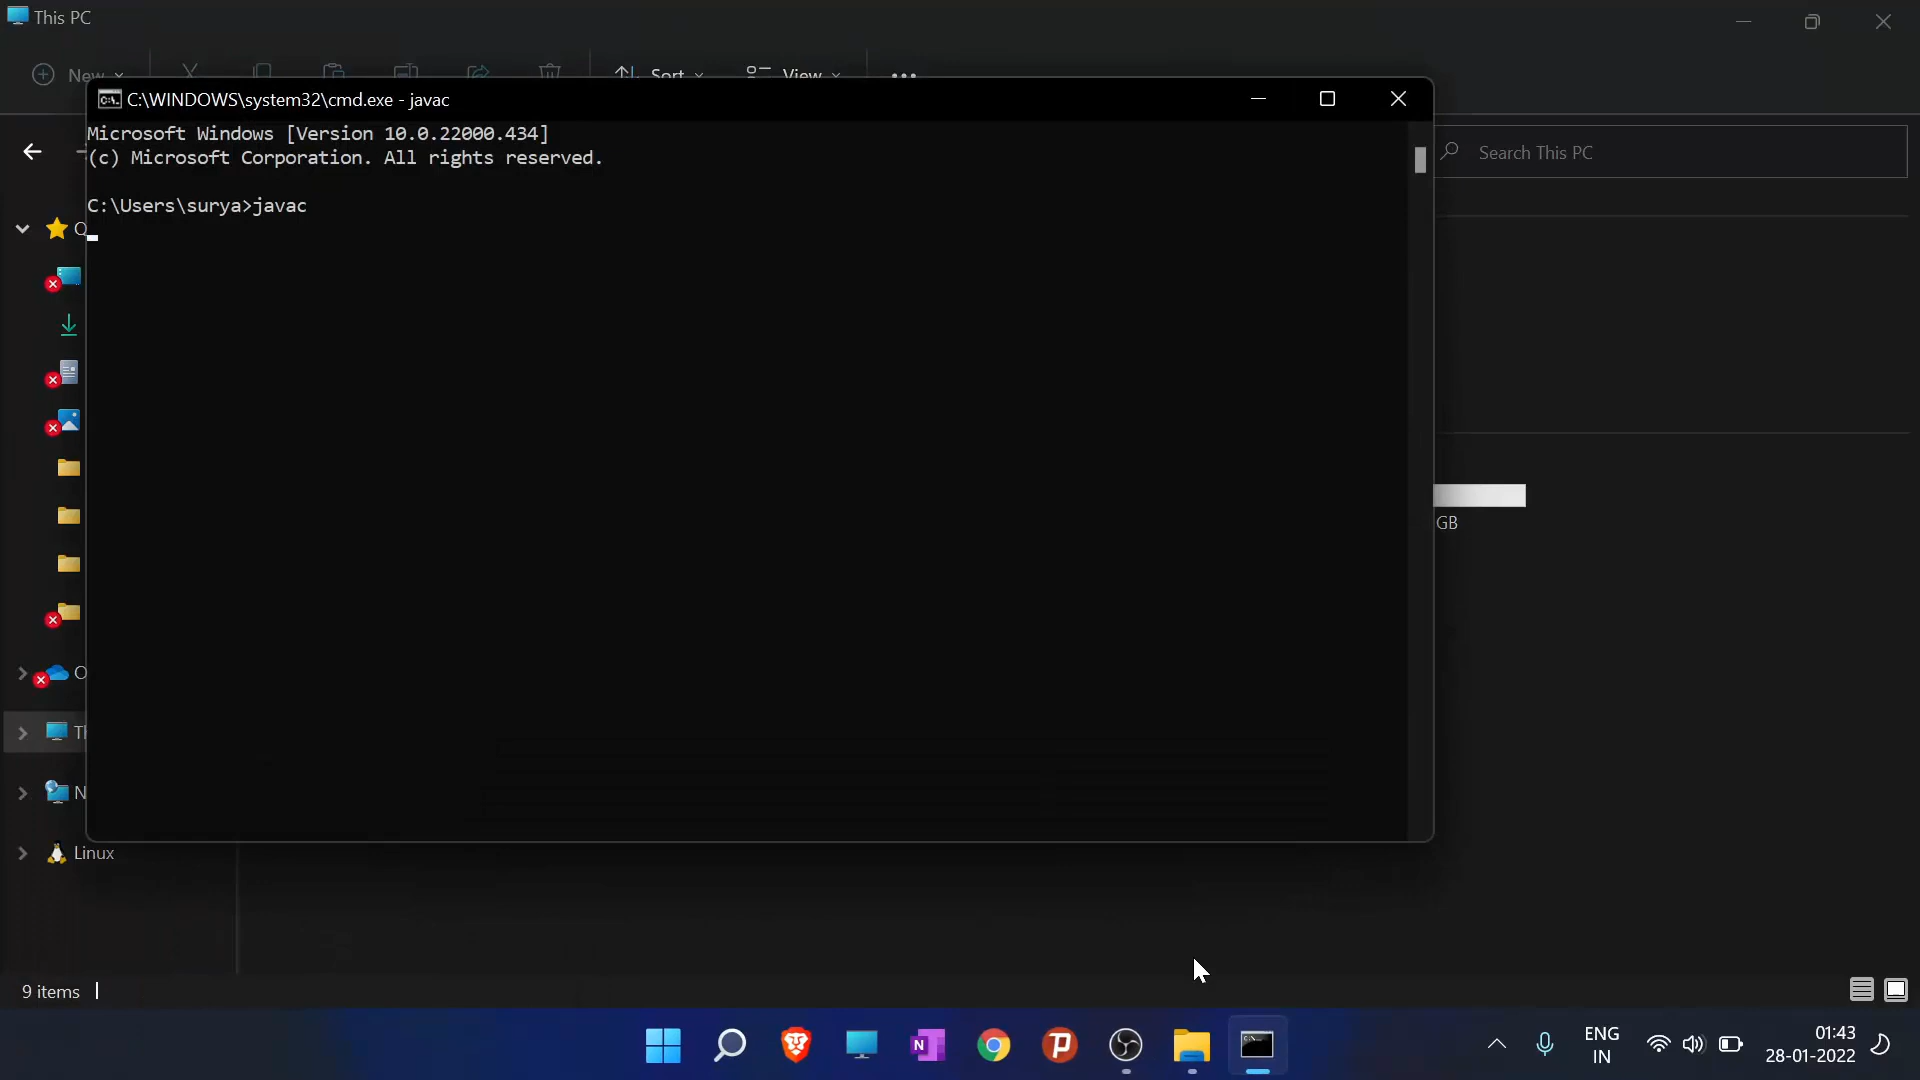 This PC
New
Sort
View
C:\WINDOWS\system32\cmd.exe - javac
Microsoft Windows [Version 10.0.22000.434]
(c) Microsoft Corporation. All rights reserved.
Search This PC
C:\Users\surya>javac
Q
GB
O
Th
N
Linux
9 items
ENG
IN
01:43
28-01-2022